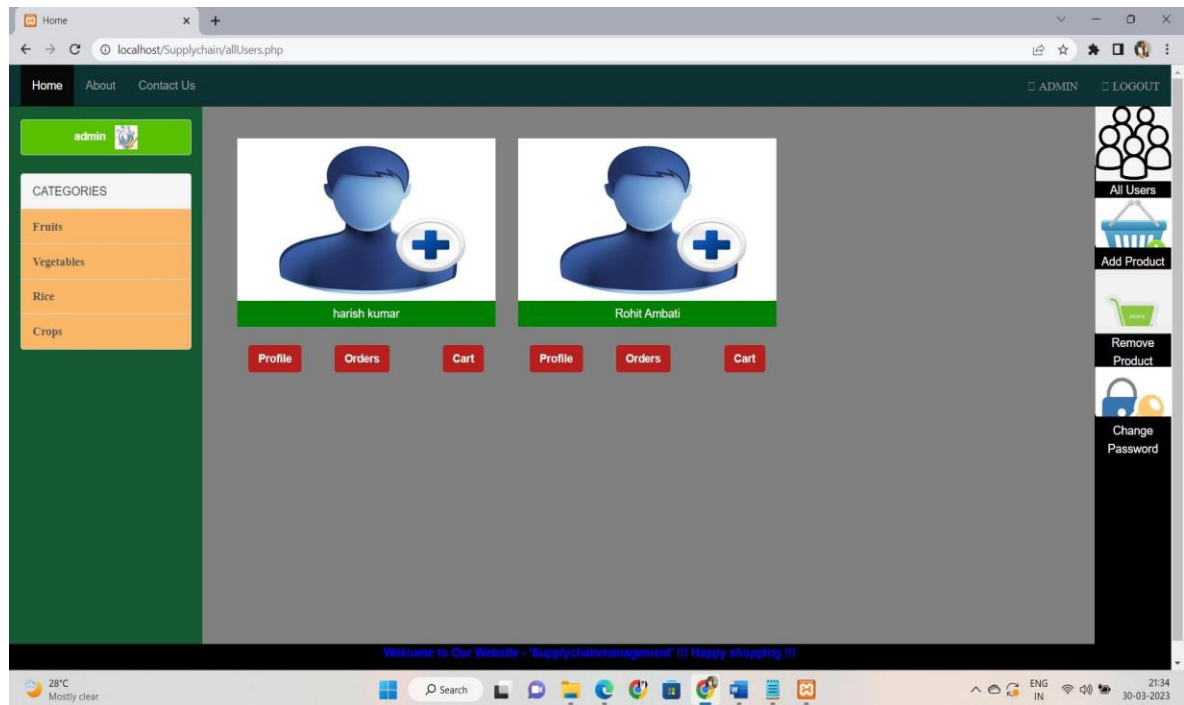 Home
localhost/Supplychain/allUsers.php
Home About Contact Us
ADMIN LOGOUT
admin
CATEGORIES
Fruits
Vegetables
Rice
Crops
harish kumar
Rohit Ambati
Profile Orders Cart
Profile Orders Cart
All Users
Add Product
Remove
Product
Change
Password
Welcome to Our Website - 'Supplychainmanagement' !!! Happy shopping !!!
28°C
Mostly clear
Search
ENG
IN
21:34
30-03-2023